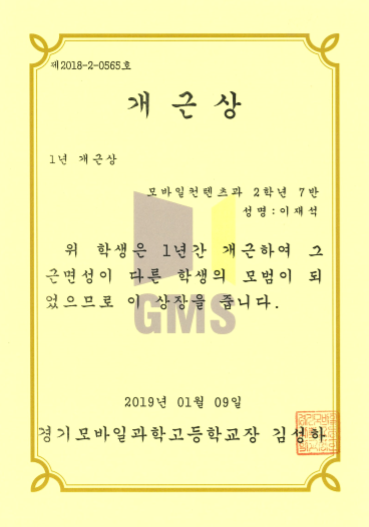 제2018-2-0565호
개 근 상
1년 개근상
모바일컨텐츠과 2학년 7반
성명 : 이재석
위 학생은 1년간 개근하여 그
근면성이 다른 학생의 모범이 되
었으므로 이 상장을 줍니다.
GMS
2019년 01월 09일
경기모바일과학고등학교장 김성하